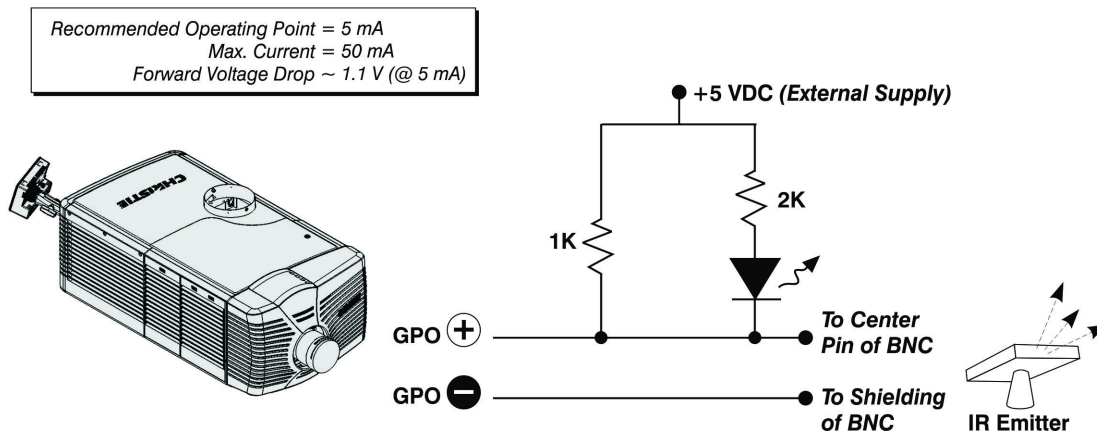 Recommended Operating Point = 5 mA
Max. Current = 50 mA
Forward Voltage Drop ~ 1.1 V (@ 5 mA)
+5 VDC (External Supply)
CHRISTIE
2K
1K
GPO +
To Center
Pin of BNC
GPO -
To Shielding
of BNC
IR Emitter